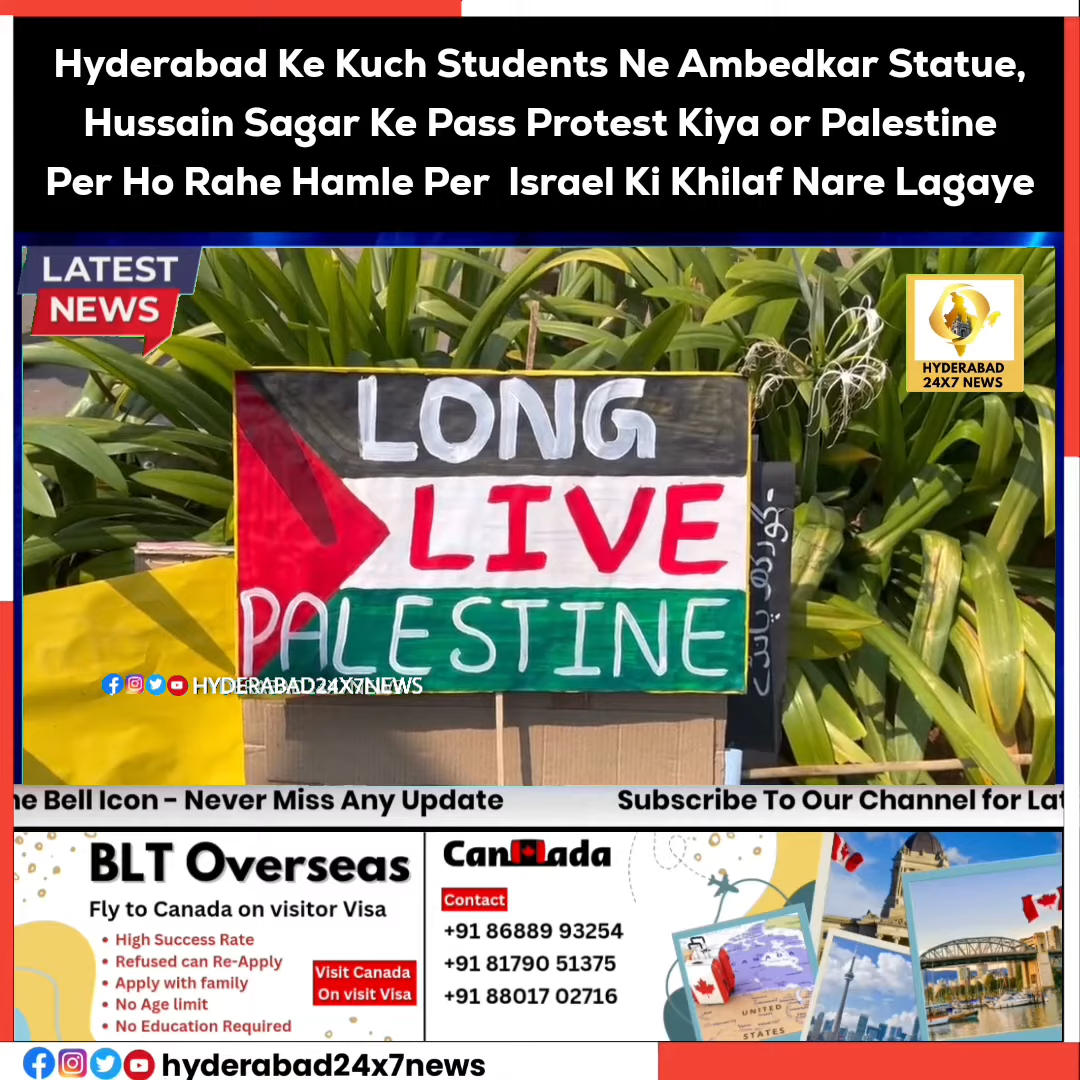 Hyderabad Ke Kuch Students Ne Ambedkar Statue,
Hussain Sagar Ke Pass Protest Kiya or Palestine
Per Ho Rahe Hamle Per Israel Ki Khilaf Nare Lagaye
LATEST
NEWS
HYDERABAD
24X7 NEWS
LONG
LIVE
PALESTINE
HYDERABAD24X7NEWS
he Bell Icon - Never Miss Any Update
Subscribe To Our Channel for Lat
BLT Overseas
Fly to Canada on visitor Visa
• High Success Rate
• Refused can Re-Apply
• Apply with family
• No Age limit
• No Education Required
Visit Canada
On visit Visa
Canada
Contact
+91 86889 93254
+91 81790 51375
+91 88017 02716
UNITED
STATES
hyderabad24x7news